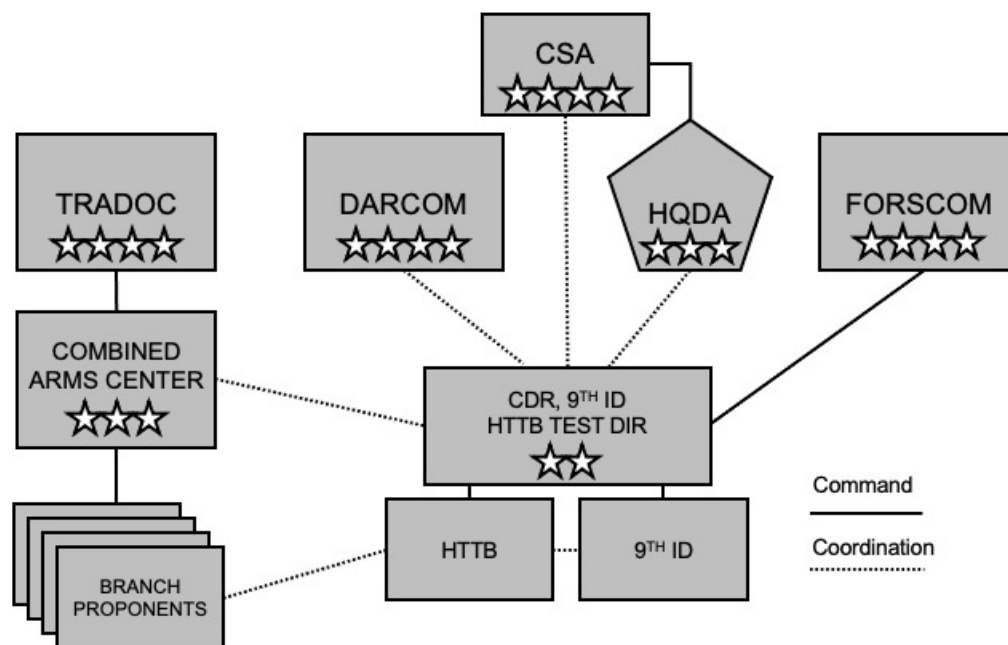 CSA
TRADOC
DARCOM
HQDA
FORSCOM
COMBINED
ARMS CENTER
CDR, 9TH ID
HTTB TEST DIR
Command
Coordination
HTTB
9TH ID
BRANCH
PROPONENTS